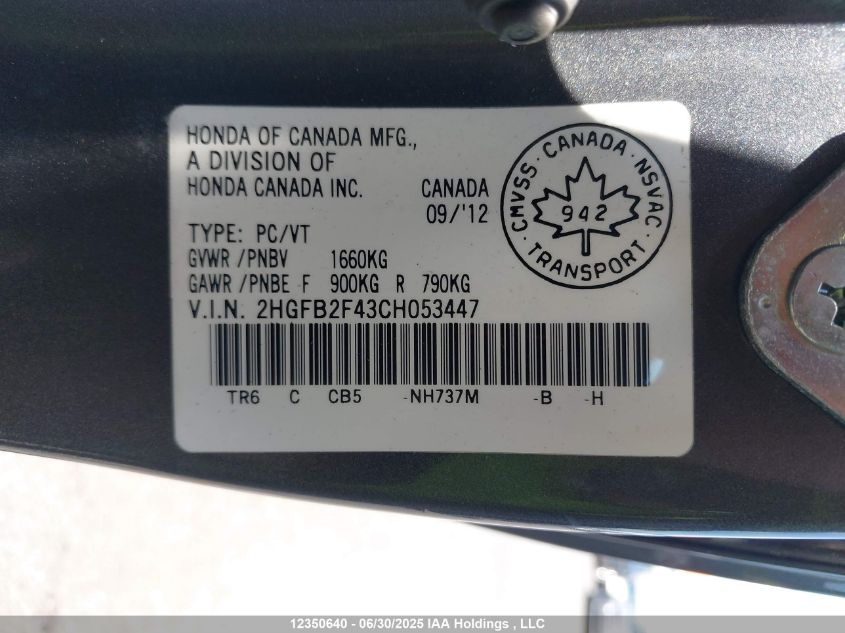 HONDA OF CANADA MFG.,
A DIVISION OF
HONDA CANADA INC. CANADA
09/'12
TYPE: PC/VT
GVWR /PNBV 1660KG
GAWR /PNBE F 900KG R 790KG
V.I.N. 2HGFB2F43CH053447
TR6 C CB5 -NH737M -B -H
CMVSS · CANADA · NSVAC
942
· TRANSPORT ·
12350640 - 06/30/2025 IAA Holdings , LLC